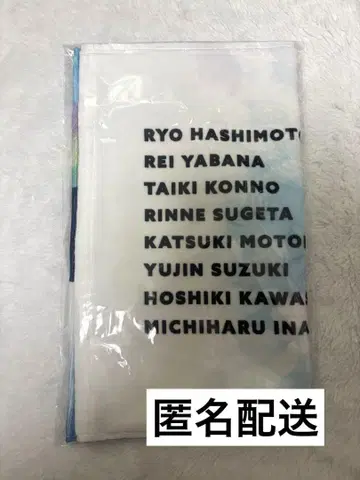 RYO HASHIMOTO
REI YABANA
TAIKI KONNO
RINNE SUGETA
KATSUKI MOTO
YUJIN SUZUKI
HOSHIKI KAWA
MICHIHARU INA
匿名配送